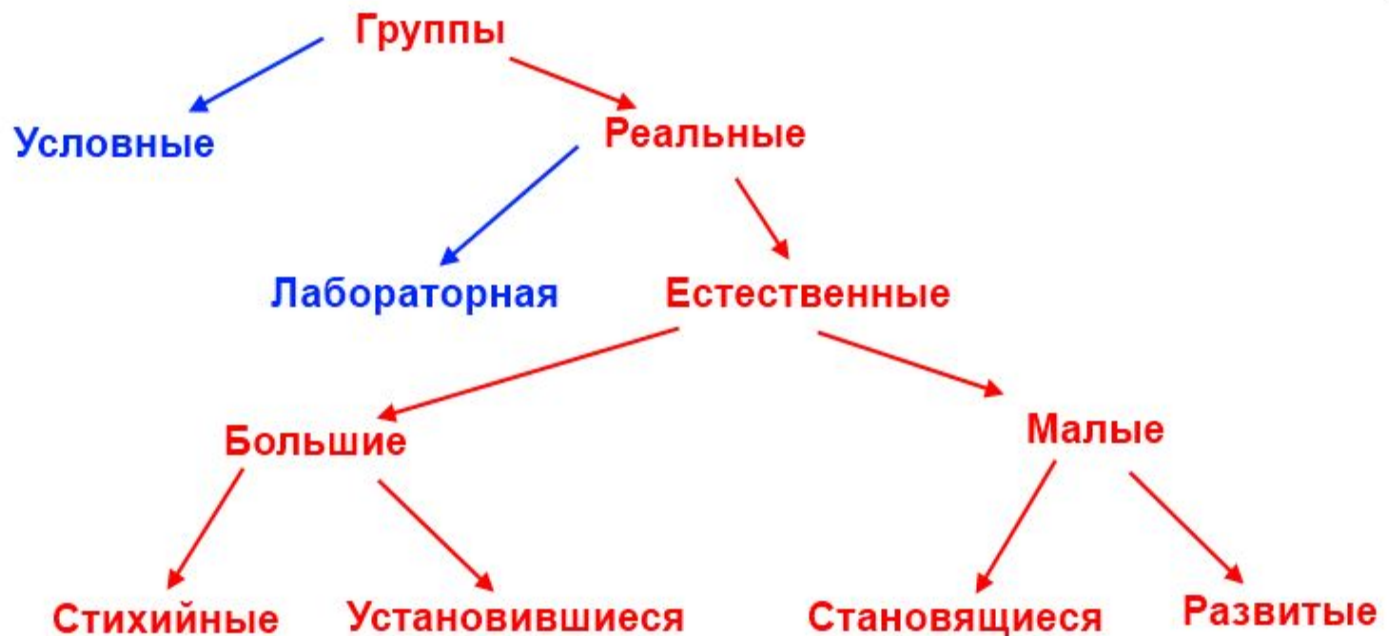 Группы
Условные
Реальные
Лабораторная
Естественные
Большие
Малые
Стихийные
Установившиеся
Становящиеся
Развитые